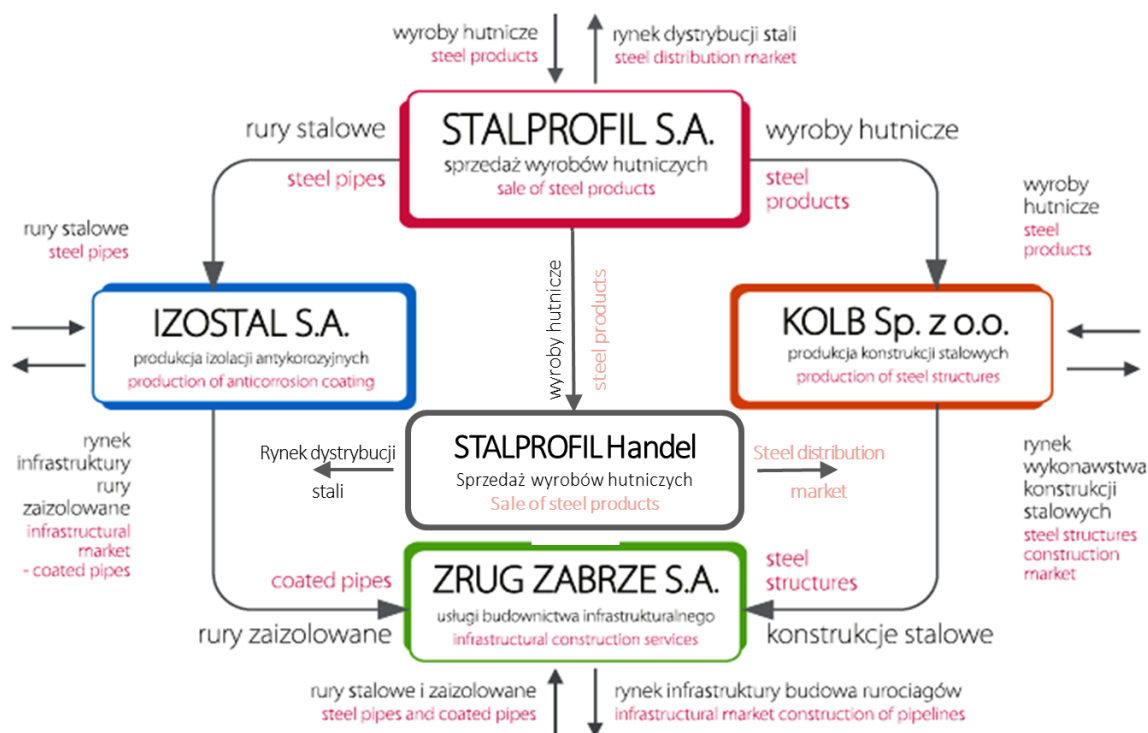 wyroby hutnicze
steel products
rynek dystrybucji stali
steel distribution market
rury stalowe
steel pipes
STALPROFIL S.A.
sprzedaż wyrobów hutniczych
sale of steel products
wyroby hutnicze
steel
products
rury stalowe
steel pipes
wyroby
hutnicze
steel
products
wyroby hutnicze
steel products
IZOSTAL S.A.
produkcja izolacji antykorozyjnych
production of anticorrosion coating
KOLB Sp. z o.o.
produkcja konstrukcji stalowych
production of steel structures
rynek
infrastruktury
rury
zaizolowane
infrastructural
market
- coated pipes
Rynek dystrybucji
stali
STALPROFIL Handel
Sprzedaż wyrobów hutniczych
Sale of steel products
Steel distribution
market
rynek
wykonawstwa
konstrukcji
stalowych
steel structures
construction
market
coated pipes
rury zaizolowane
ZRUG ZABRZE S.A.
usługi budownictwa infrastrukturalnego
infrastructural construction services
steel
structures
konstrukcje stalowe
rury stalowe i zaizolowane
steel pipes and coated pipes
rynek infrastruktury budowa rurociągów
infrastructural market construction of pipelines